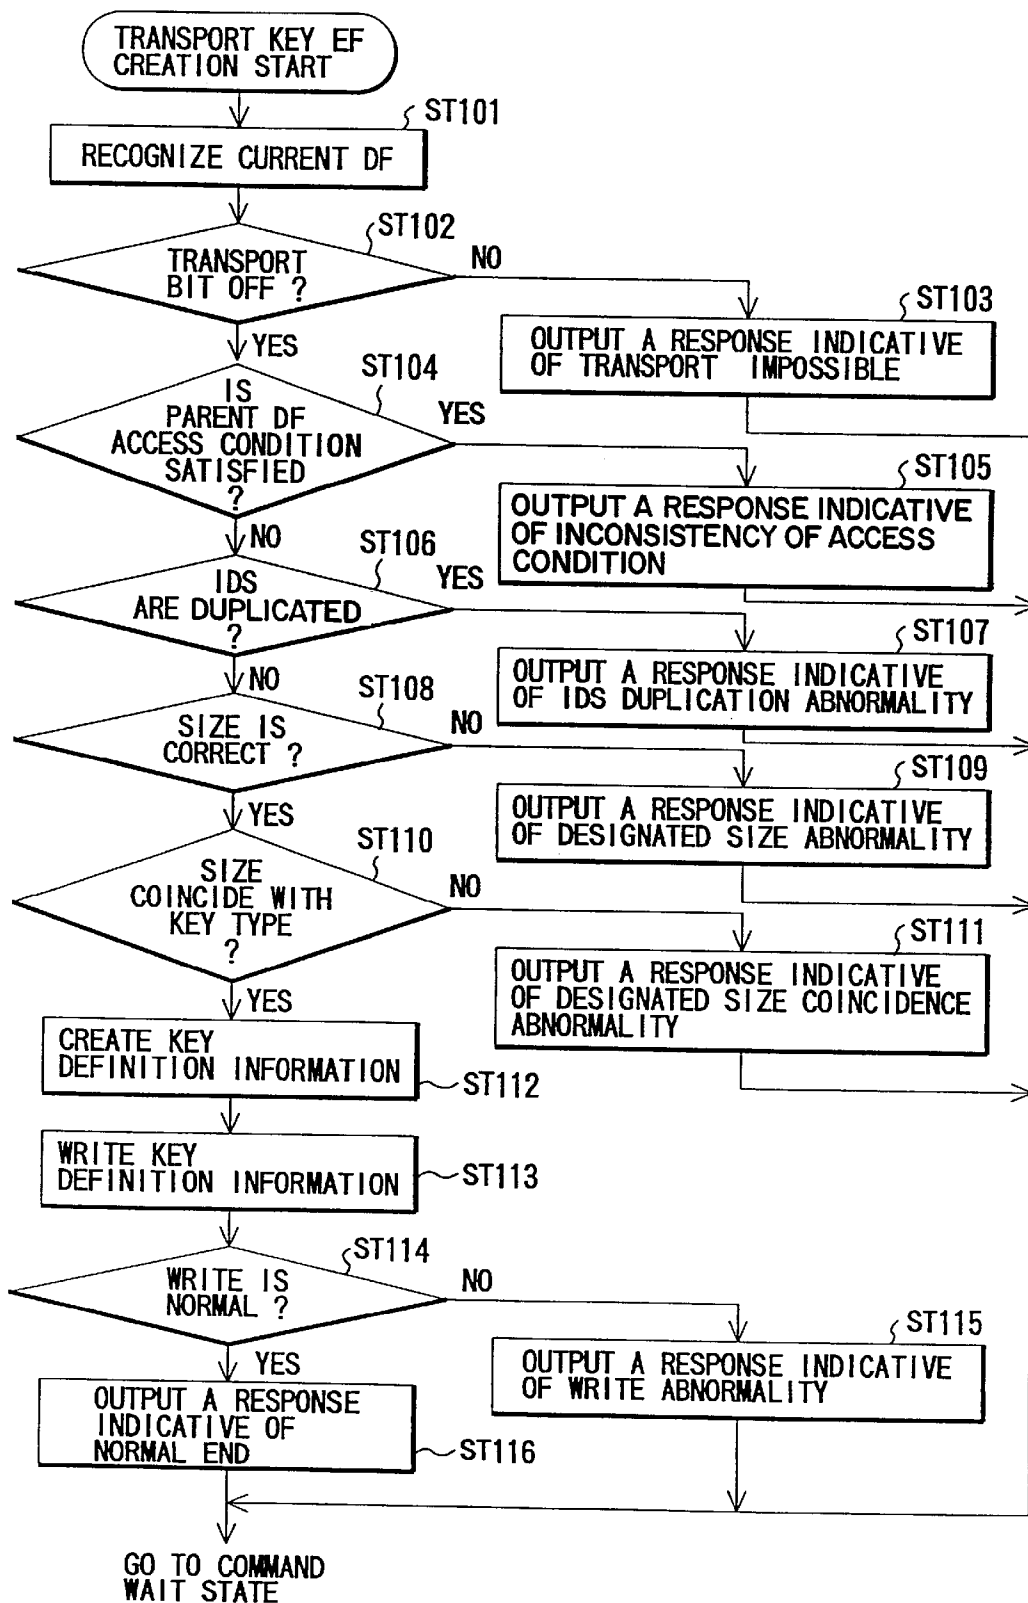 TRANSPORT KEY EF
CREATION START
ST101
RECOGNIZE CURRENT DF
ST102
TRANSPORT
BIT OFF ?
NO
YES
ST103
OUTPUT A RESPONSE INDICATIVE
OF TRANSPORT IMPOSSIBLE
ST104
IS
PARENT DF
ACCESS CONDITION
SATISFIED
?
YES
NO
ST105
OUTPUT A RESPONSE INDICATIVE
OF INCONSISTENCY OF ACCESS
CONDITION
ST106
IDS
ARE DUPLICATED
?
YES
NO
ST107
OUTPUT A RESPONSE INDICATIVE
OF IDS DUPLICATION ABNORMALITY
ST108
SIZE IS
CORRECT ?
NO
YES
ST109
OUTPUT A RESPONSE INDICATIVE
OF DESIGNATED SIZE ABNORMALITY
ST110
SIZE
COINCIDE WITH
KEY TYPE
?
NO
YES
ST111
OUTPUT A RESPONSE INDICATIVE
OF DESIGNATED SIZE COINCIDENCE
ABNORMALITY
CREATE KEY
DEFINITION INFORMATION
ST112
WRITE KEY
DEFINITION INFORMATION
ST113
ST114
WRITE IS
NORMAL ?
NO
YES
ST115
OUTPUT A RESPONSE INDICATIVE
OF WRITE ABNORMALITY
OUTPUT A RESPONSE
INDICATIVE OF
NORMAL END
ST116
GO TO COMMAND
WAIT STATE